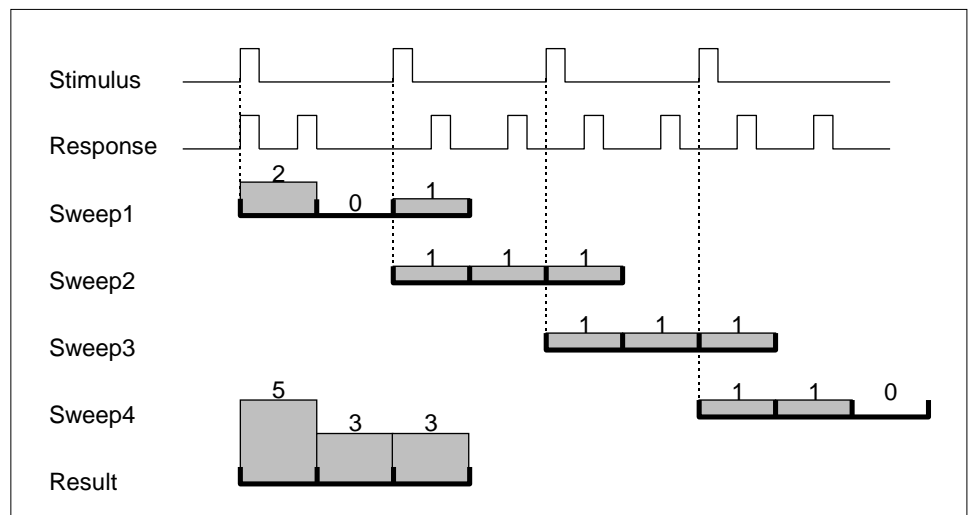 Stimulus
Response
2 0 1
Sweep1
1 1 1
Sweep2
1 1 1
Sweep3
5 1 1 0
Sweep4
3 3
Result